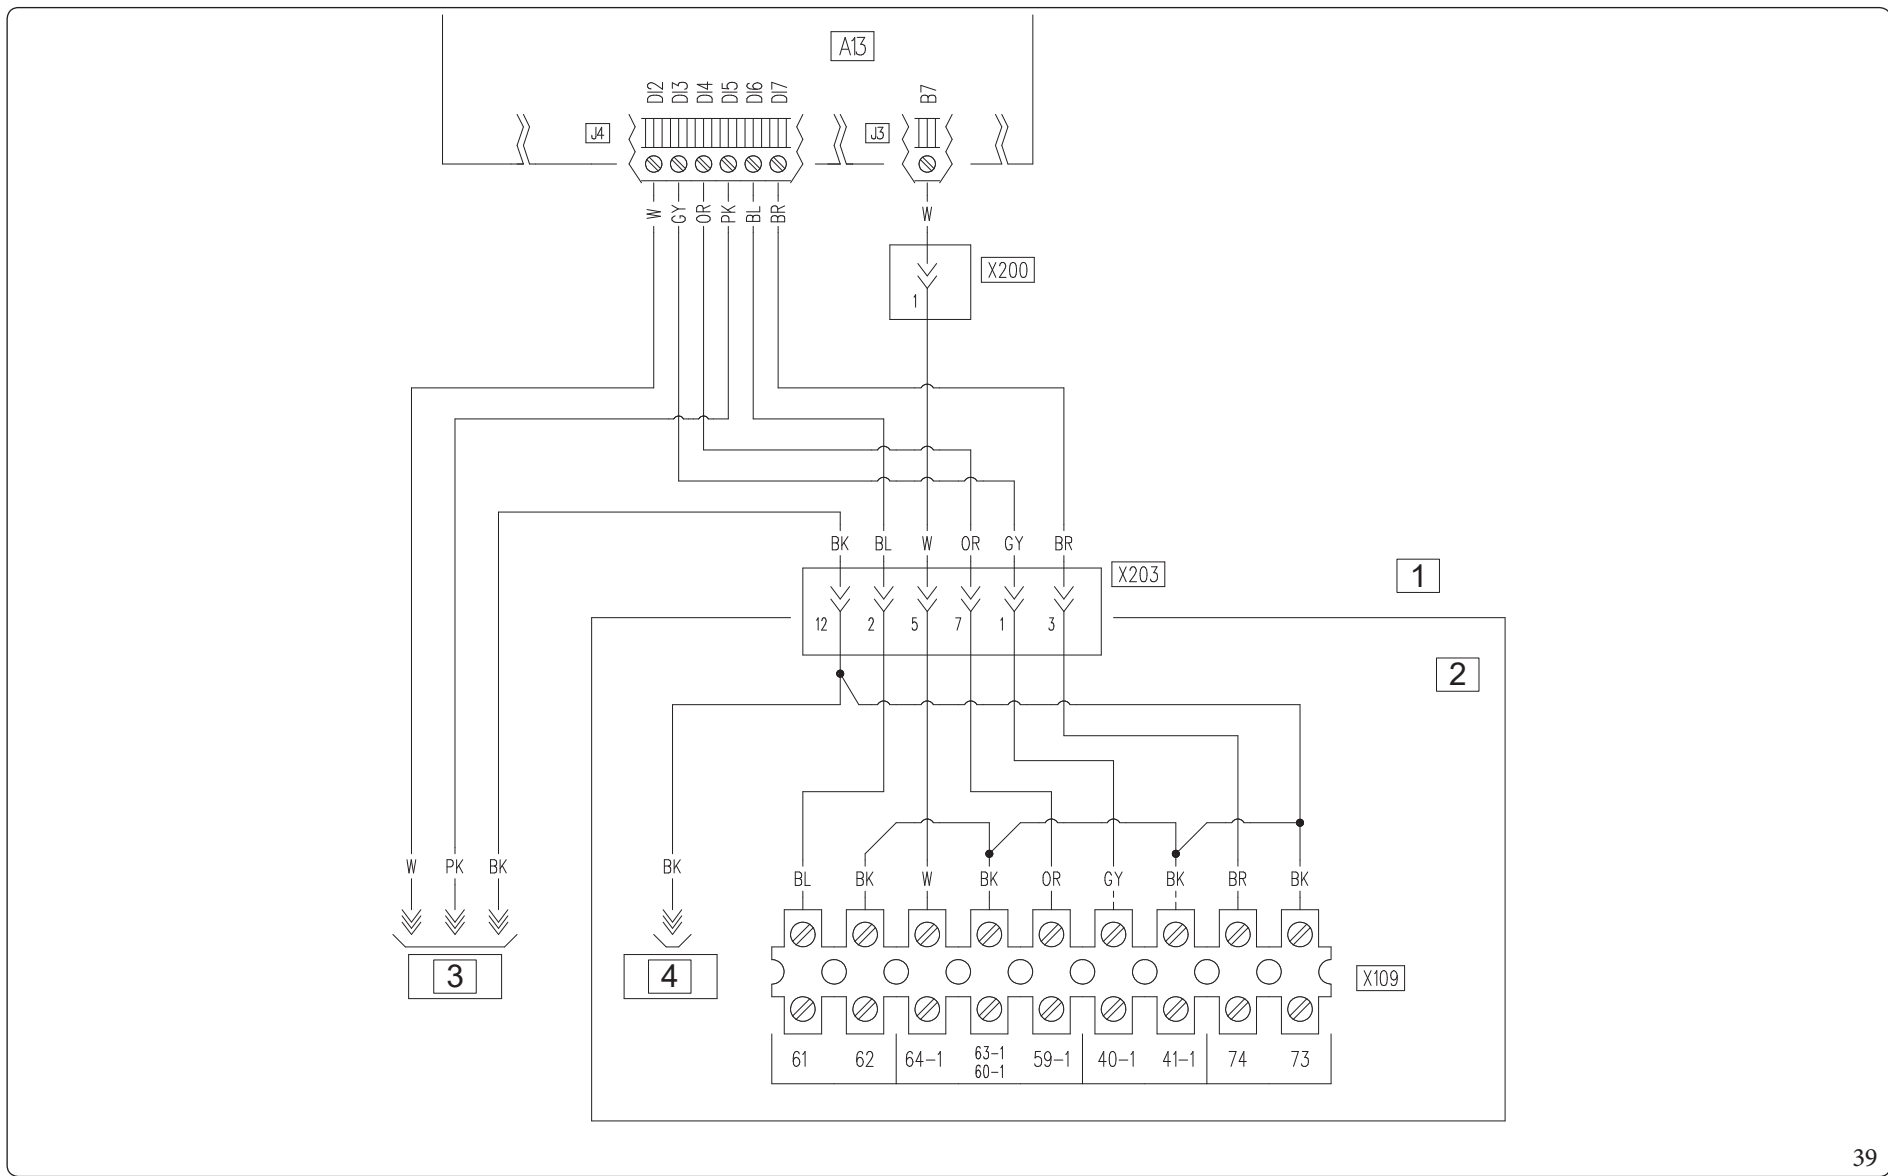 A13
DI2 DI3 DI4 DI5 DI6 DI7
B7
J4
J3
W GY OR PK BL BR
W
X200
1
BK BL W OR GY BR
X203
1
12 2 5 7 1 3
2
W PK BK
BK
BL BK W BK OR GY BK BR BK
3
4
X109
61 62 64-1 63-1 59-1 40-1 41-1 74 73
60-1
39